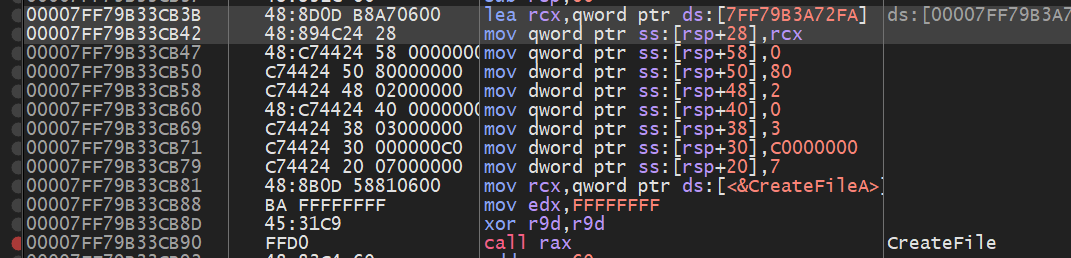 00007FF79B33CB3B 48:8D0D B8A70600 lea rcx,qword ptr ds:[7FF79B3A72FA] ds:[00007FF79B3A7
00007FF79B33CB42 48:894C24 28 mov qword ptr ss:[rsp+28],rcx
00007FF79B33CB47 48:C74424 58 0000000 mov qword ptr ss:[rsp+58],0
00007FF79B33CB50 C74424 50 80000000 mov dword ptr ss:[rsp+50],80
00007FF79B33CB58 C74424 48 02000000 mov dword ptr ss:[rsp+48],2
00007FF79B33CB60 48:C74424 40 0000000 mov qword ptr ss:[rsp+40],0
00007FF79B33CB69 C74424 38 03000000 mov dword ptr ss:[rsp+38],3
00007FF79B33CB71 C74424 30 000000C0 mov dword ptr ss:[rsp+30],C0000000
00007FF79B33CB79 C74424 20 07000000 mov dword ptr ss:[rsp+20],7
00007FF79B33CB81 48:8B0D 58810600 mov rcx,qword ptr ds:[<&CreateFileA>]
00007FF79B33CB88 BA FFFFFFFF mov edx,FFFFFFFF
00007FF79B33CB8D 45:31C9 xor r9d,r9d
00007FF79B33CB90 FFD0 call rax CreateFile